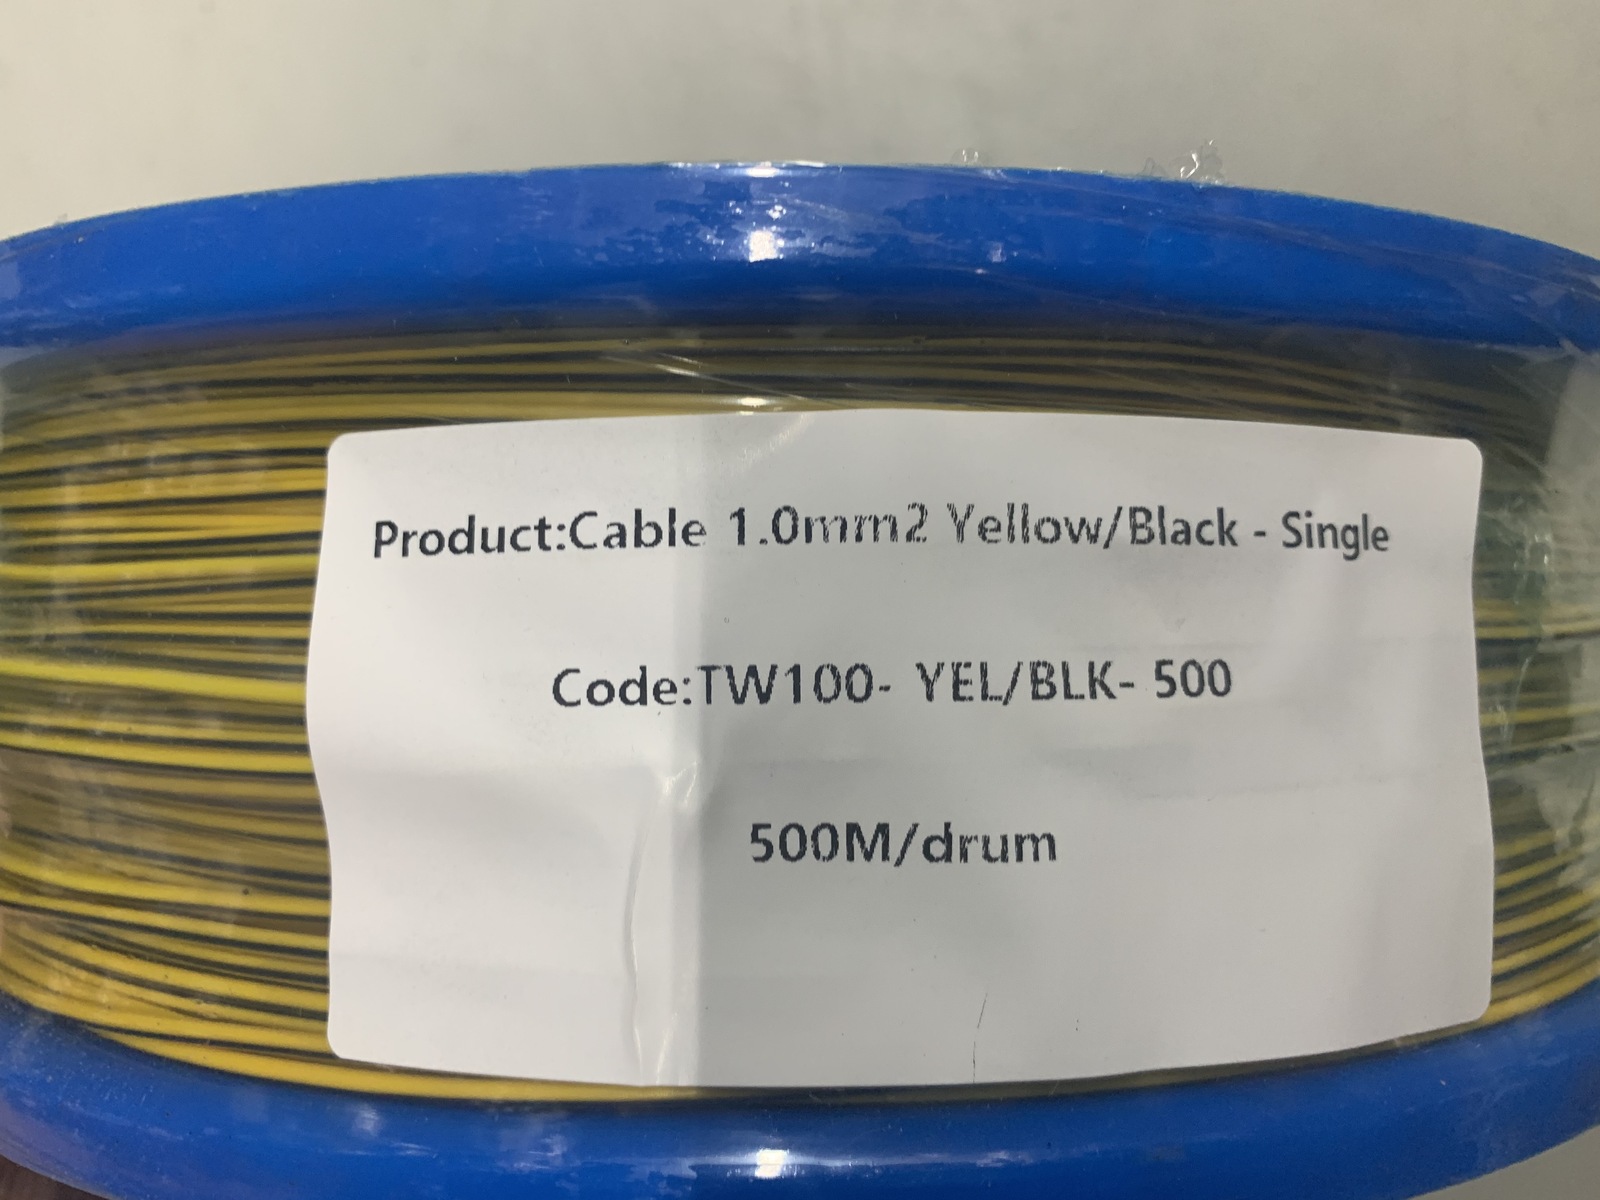 Product:Cable 1.0mm2 Yellow/Black - Single
Code:TW100- YEL/BLK- 500
500M/drum